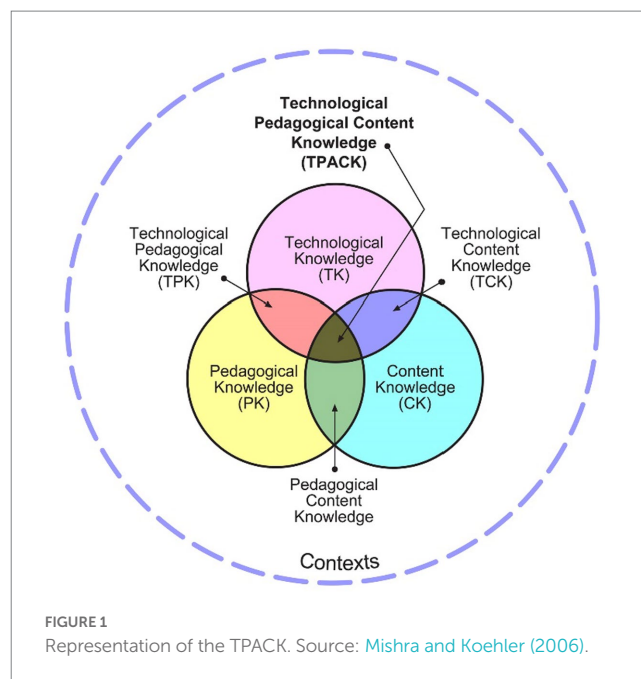 Technological
Pedagogical Content
Knowledge
(TPACK)
Technological
Pedagogical
Knowledge
(TPK)
Technological
Knowledge
(TK)
Technological
Content
Knowledge
(TCK)
Pedagogical
Knowledge
(PK)
Content
Knowledge
(CK)
Pedagogical
Content
Knowledge
Contexts
FIGURE 1
Representation of the TPACK. Source: Mishra and Koehler (2006).